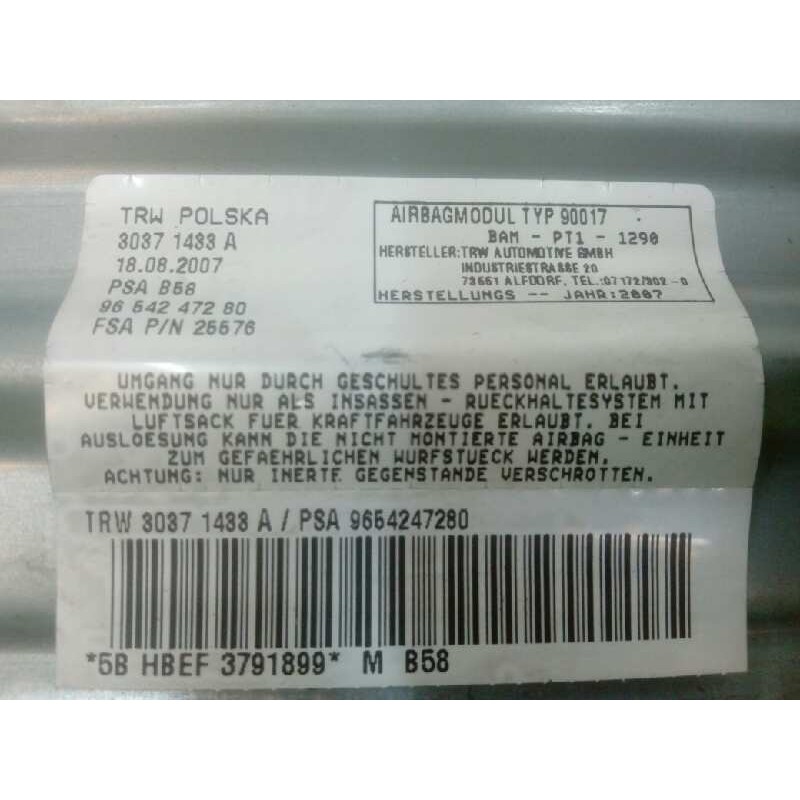 TRW POLSKA
3037 1433 A
18.06.2007
PSA B58
96 542 472 80
FSA P/N 25576
AIRBAGMODUL TYP 90017
BAM - PT1 - 1290
HERSTELLER:TRW AUTOMOTIVE GMBH
INDUSTRIESTRASSE 20
73551 ALFDORF, TEL.:07172/302-0
HERSTELLUNGS -- JAHR:2007
UMGANG NUR DURCH GESCHULTES PERSONAL ERLAUBT.
VERWENDUNG NUR ALS INSASSEN - RUECKHALTESYSTEM MIT
LUFTSACK FUER KRAFTFAHRZEUGE ERLAUBT. BEI
AUSLOESUNG KANN DIE NICHT MONTIERTE AIRBAG - EINHEIT
ZUM GEFAEHRLICHEN WURFSTUECK WERDEN.
ACHTUNG: NUR INERTE GEGENSTANDE VERSCHROTTEN.
TRW 3037 1433 A / PSA 9654247280
*5B HBEF 3791899* M B58